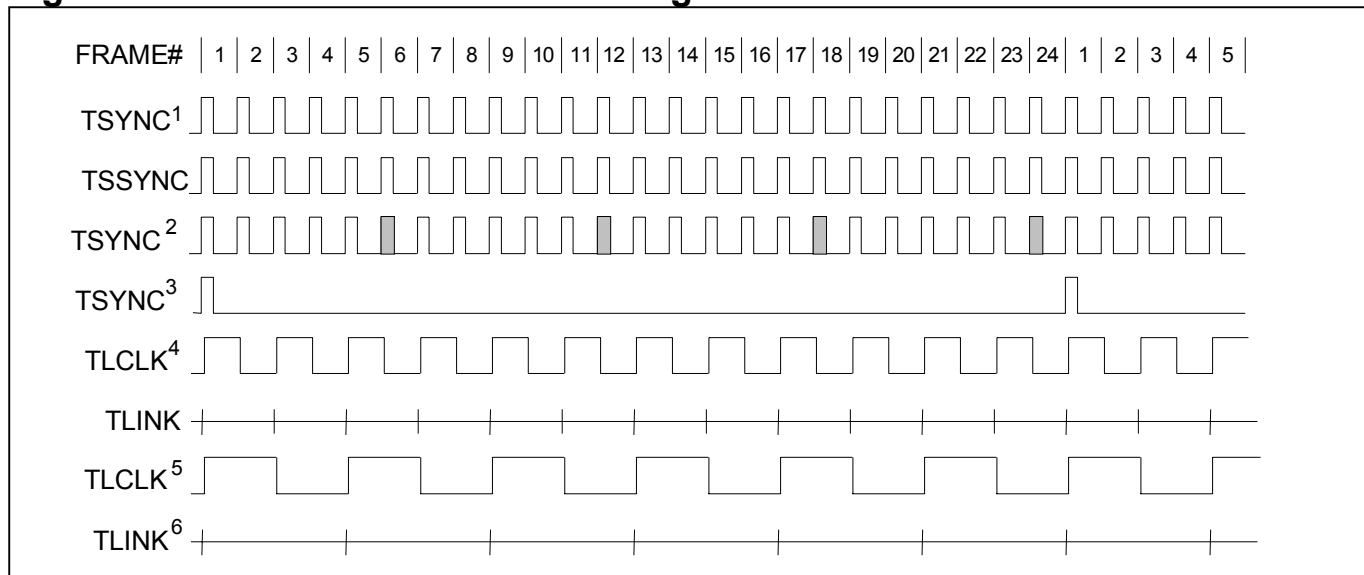 FRAME# 1 2 3 4 5 6 7 8 9 10 11 12 13 14 15 16 17 18 19 20 21 22 23 24 1 2 3 4 5
TSYNC1
TSSYNC
TSYNC2
TSYNC3
TLCLK4
TLINK
TLCLK5
TLINK6